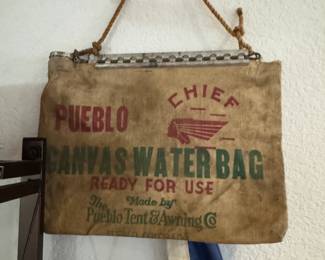 CHIEF
PUEBLO
CANVAS WATER BAG
READY FOR USE
Made by
The Pueblo Tent & Awning Co